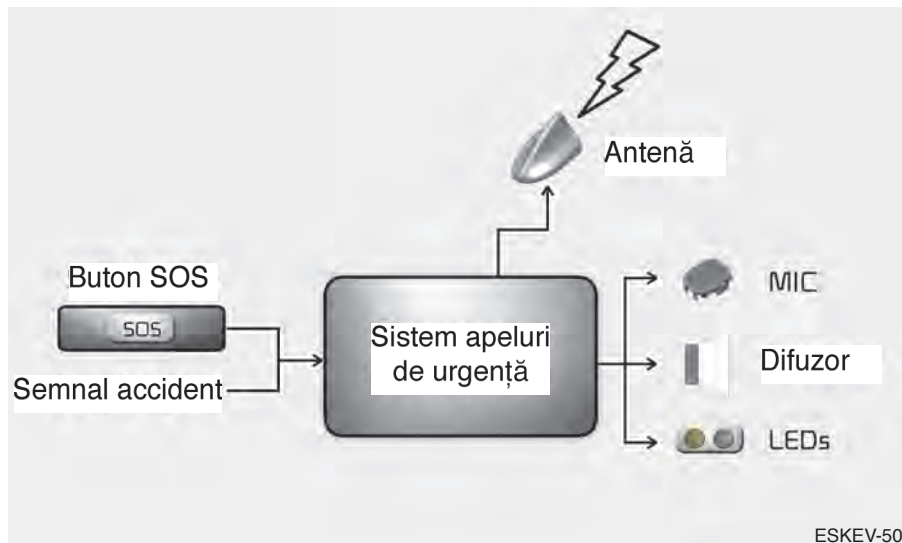 Antenă
Buton SOS
SOS
Semnal accident
Sistem apeluri
de urgență
MIC
Difuzor
LEDs
ESKEV-50